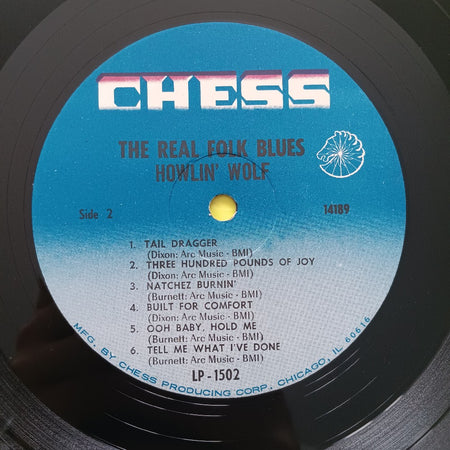 CHESS
THE REAL FOLK BLUES
HOWLIN' WOLF
Side 2
14189
1. TAIL DRAGGER
(Dixon: Arc Music - BMI)
2. THREE HUNDRED POUNDS OF JOY
(Dixon: Arc Music - BMI)
3. NATCHEZ BURNIN'
(Burnett: Arc Music - BMI)
4. BUILT FOR COMFORT
(Dixon: Arc Music - BMI)
5. OOH BABY, HOLD ME
(Burnett: Arc Music - BMI)
6. TELL ME WHAT I'VE DONE
(Burnett: Arc Music - BMI)
LP-1502
MFG. BY CHESS PRODUCING CORP., CHICAGO, IL 60616